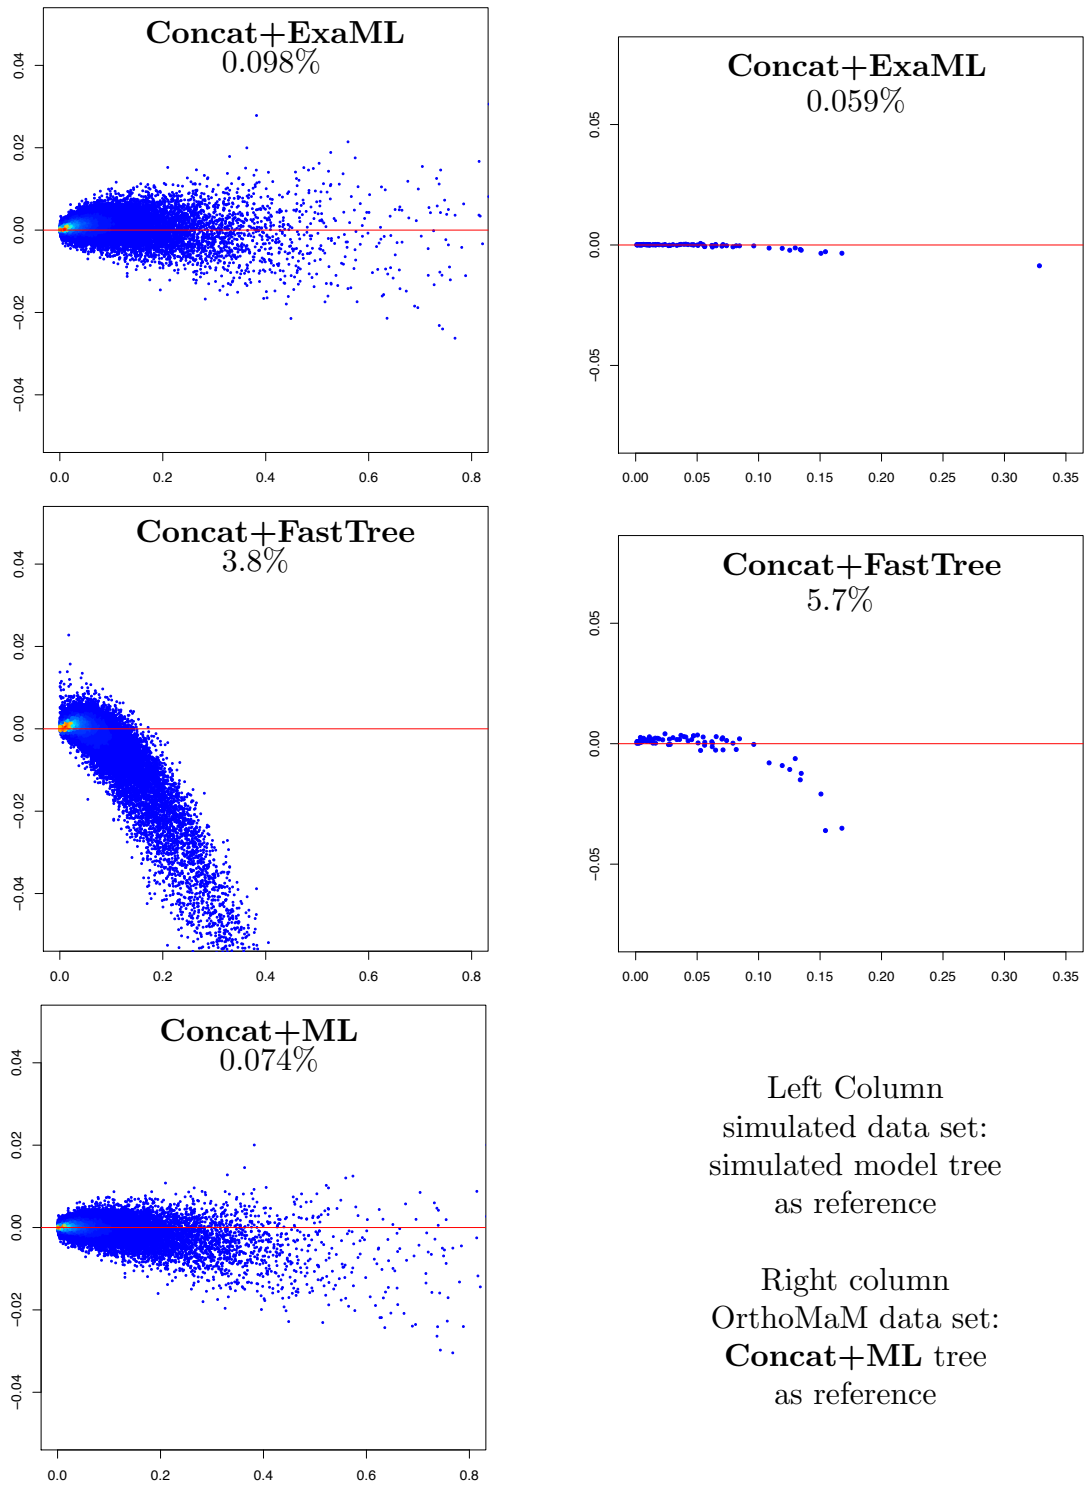 Concat+ExaML
0.098%
0.04
0.02
0.00
−0.02
−0.04
0.0 0.2 0.4 0.6 0.8
Concat+ExaML
0.059%
0.05
0.00
−0.05
0.00 0.05 0.10 0.15 0.20 0.25 0.30 0.35
Concat+FastTree
3.8%
0.04
0.02
0.00
−0.02
−0.04
0.0 0.2 0.4 0.6 0.8
Concat+FastTree
5.7%
0.05
0.00
−0.05
0.00 0.05 0.10 0.15 0.20 0.25 0.30 0.35
Concat+ML
0.074%
0.04
0.02
0.00
−0.02
−0.04
0.0 0.2 0.4 0.6 0.8
Left Column
simulated data set:
simulated model tree
as reference
Right column
OrthoMaM data set:
Concat+ML tree
as reference